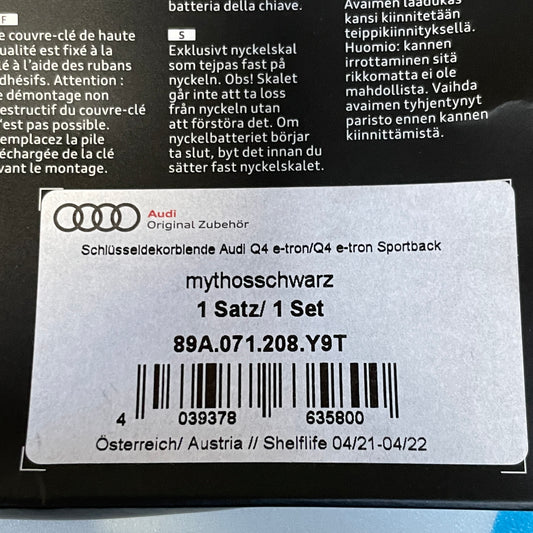 batteria della chiave.
F
couvre-clé de haute
ualité est fixé à la
à l'aide des rubans
dhésifs. Attention :
e démontage non
estructif du couvre-clé
'est pas possible.
emplacez la pile
échargée de la clé
vant le montage.
S
Exklusivt nyckelskal
som tejpas fast på
nyckeln. Obs! Skalet
går inte att ta loss
från nyckeln utan
att förstöra det. Om
nyckelbatteriet börjar
ta slut, byt det innan du
sätter fast nyckelskalet.
Ämaien laadukas
kansi kiinnitetään
teippikiinnityksellä.
Huomio: kannen
irrottaminen sitä
rikkomatta ei ole
mahdollista. Vaihda
avaimen tyhjentynyt
paristo ennen kannen
kiinnittämistä.
Audi
Original Zubehör
Schlüsseldekorblende Audi Q4 e-tron/Q4 e-tron Sportback
mythosschwarz
1 Satz/ 1 Set
89A.071.208.Y9T
4 039378 635800
Österreich/ Austria // Shelflife 04/21-04/22